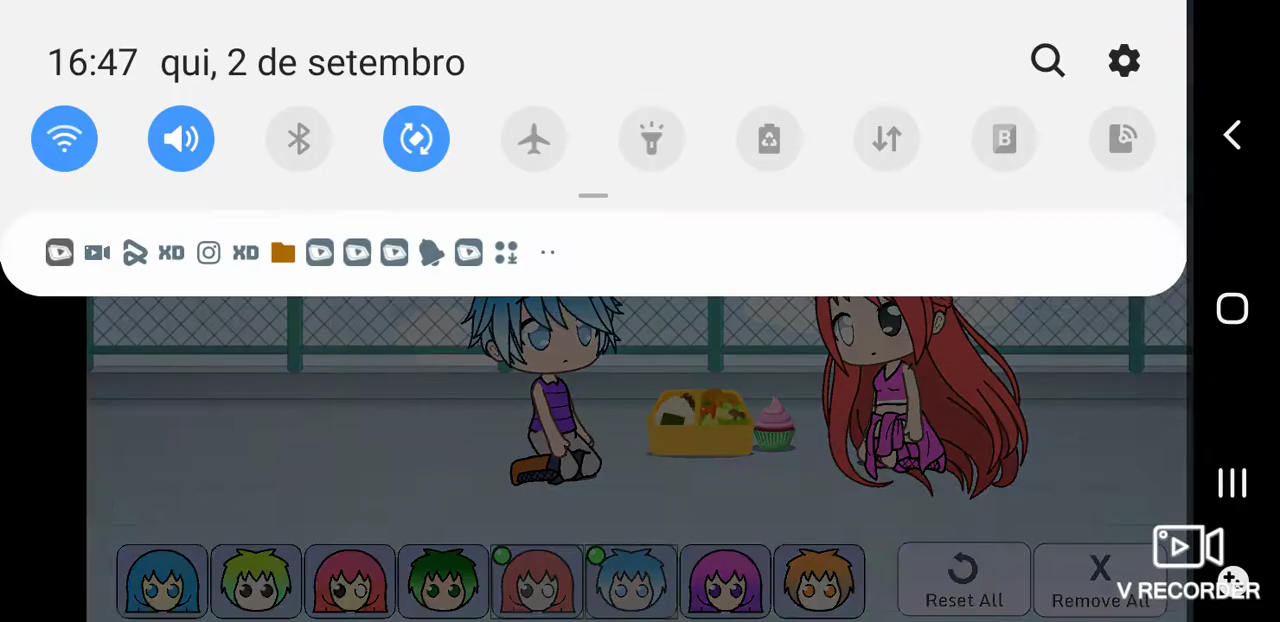 16:47 qui, 2 de setembro
B
XD XD
Reset All
Remove All
V RECORDER